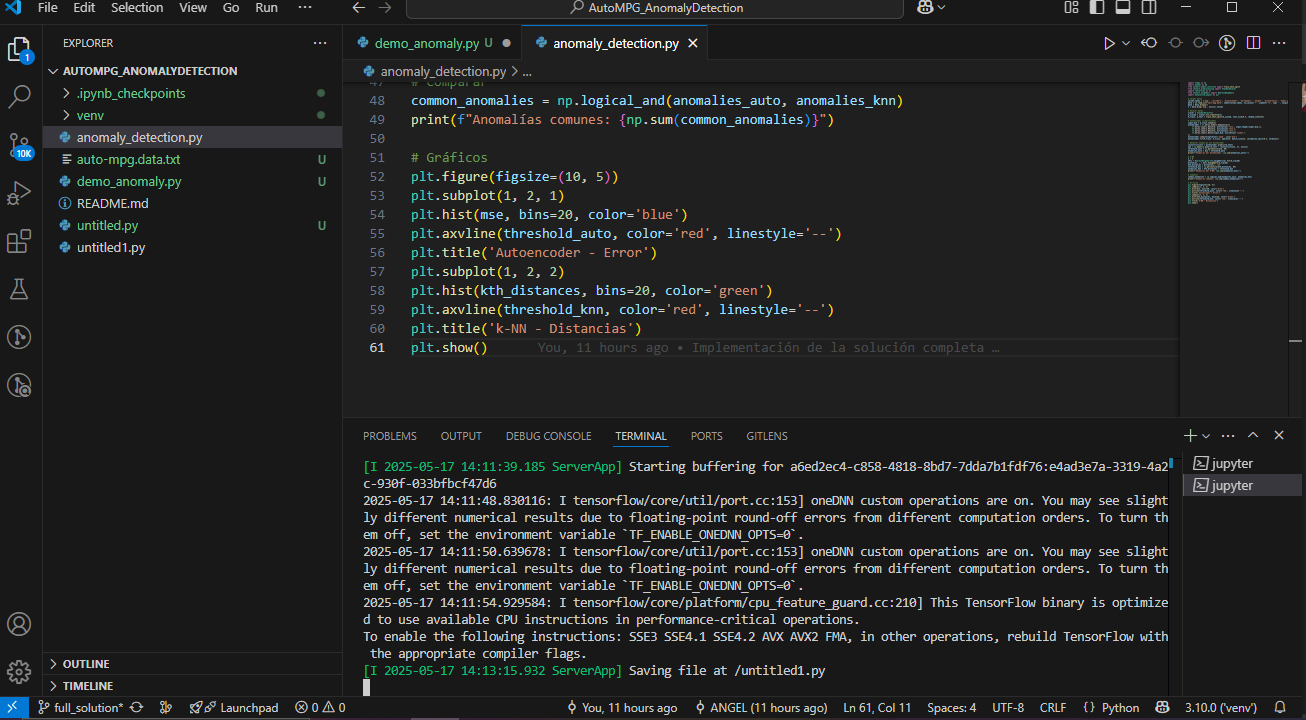 File Edit Selection View Go Run ··· AutoMPG_AnomalyDetection
EXPLORER ···
AUTOMPG_ANOMALYDETECTION
.ipynb_checkpoints
venv
anomaly_detection.py
auto-mpg.data.txt U
demo_anomaly.py U
README.md
untitled.py U
untitled1.py
OUTLINE
TIMELINE
1
10K
demo_anomaly.py U
anomaly_detection.py
anomaly_detection.py > ...
47 # Comparar
48 common_anomalies = np.logical_and(anomalies_auto, anomalies_knn)
49 print(f"Anomalías comunes: {np.sum(common_anomalies)}")
50
51 # Gráficos
52 plt.figure(figsize=(10, 5))
53 plt.subplot(1, 2, 1)
54 plt.hist(mse, bins=20, color='blue')
55 plt.axvline(threshold_auto, color='red', linestyle='--')
56 plt.title('Autoencoder - Error')
57 plt.subplot(1, 2, 2)
58 plt.hist(kth_distances, bins=20, color='green')
59 plt.axvline(threshold_knn, color='red', linestyle='--')
60 plt.title('k-NN - Distancias')
61 plt.show() You, 11 hours ago • Implementación de la solución completa …
PROBLEMS OUTPUT DEBUG CONSOLE TERMINAL PORTS GITLENS
[I 2025-05-17 14:11:39.185 ServerApp] Starting buffering for a6ed2ec4-c858-4818-8bd7-7dda7b1fdf76:e4ad3e7a-3319-4a2
c-930f-033bfbcf47d6
2025-05-17 14:11:48.830116: I tensorflow/core/util/port.cc:153] oneDNN custom operations are on. You may see slight
ly different numerical results due to floating-point round-off errors from different computation orders. To turn th
em off, set the environment variable `TF_ENABLE_ONEDNN_OPTS=0`.
2025-05-17 14:11:50.639678: I tensorflow/core/util/port.cc:153] oneDNN custom operations are on. You may see slight
ly different numerical results due to floating-point round-off errors from different computation orders. To turn th
em off, set the environment variable `TF_ENABLE_ONEDNN_OPTS=0`.
2025-05-17 14:11:54.929584: I tensorflow/core/platform/cpu_feature_guard.cc:210] This TensorFlow binary is optimize
d to use available CPU instructions in performance-critical operations.
To enable the following instructions: SSE3 SSE4.1 SSE4.2 AVX AVX2 FMA, in other operations, rebuild TensorFlow with
the appropriate compiler flags.
[I 2025-05-17 14:13:15.932 ServerApp] Saving file at /untitled1.py
jupyter
jupyter
full_solution* Launchpad 0 0 You, 11 hours ago ANGEL (11 hours ago) Ln 61, Col 11 Spaces: 4 UTF-8 CRLF {} Python 3.10.0 ('venv')